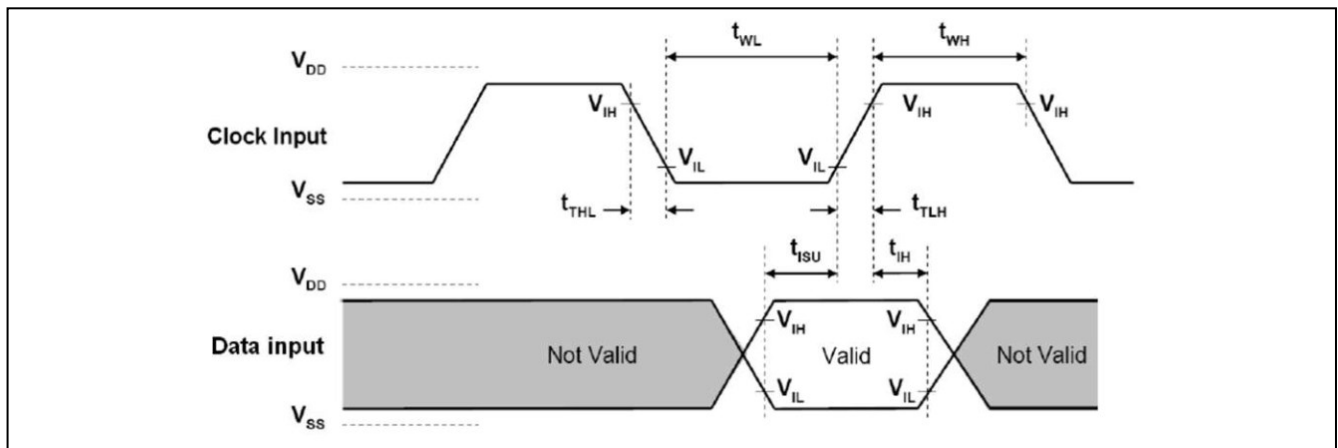 t_WL
t_WH
V_DD
V_IH
V_IH
V_IH
Clock Input
V_IL
V_IL
V_SS
t_THL
t_TLH
t_ISU
t_IH
V_DD
V_IH
V_IH
Data input
Not Valid
Valid
Not Valid
V_IL
V_IL
V_SS